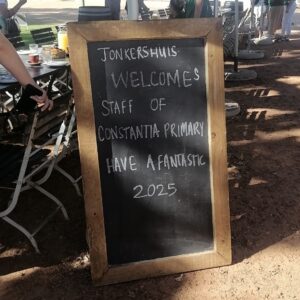 JONKERSHUIS
WELCOMES
STAFF OF
CONSTANTIA PRIMARY
HAVE A FANTASTIC
2025